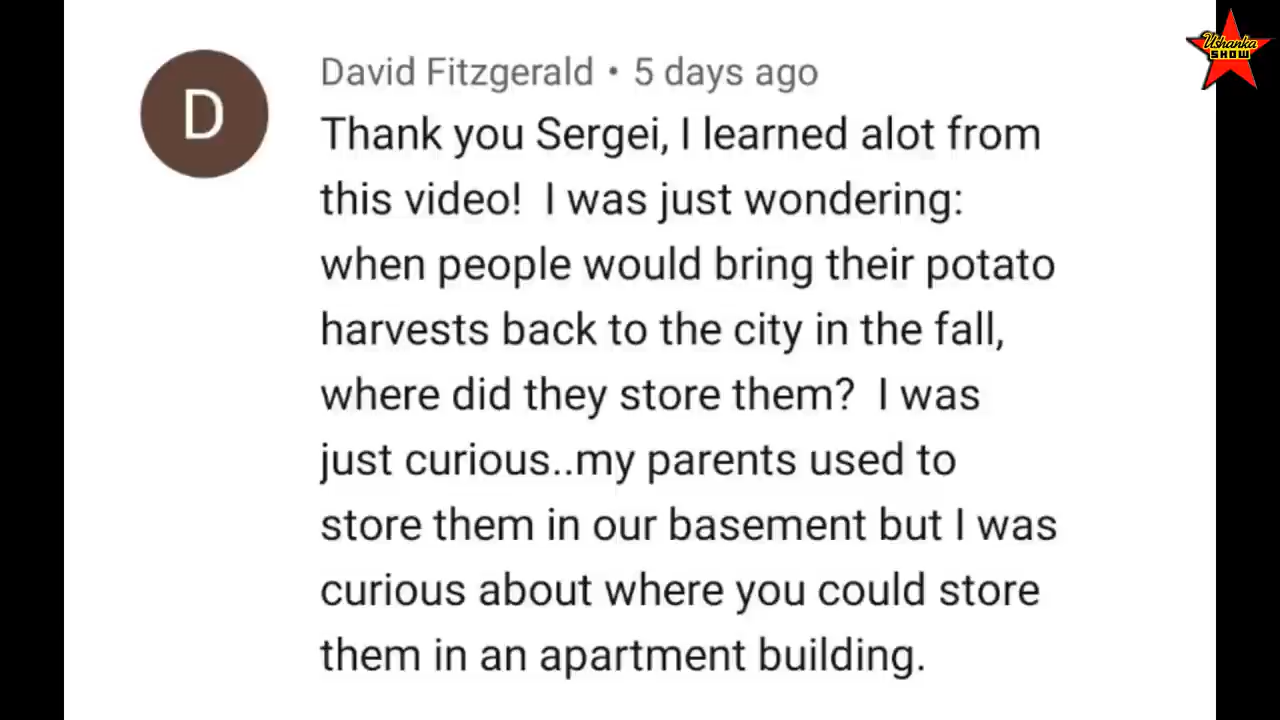 Ushanka
SHOW
D
David Fitzgerald • 5 days ago
Thank you Sergei, I learned alot from
this video!  I was just wondering:
when people would bring their potato
harvests back to the city in the fall,
where did they store them?  I was
just curious..my parents used to
store them in our basement but I was
curious about where you could store
them in an apartment building.